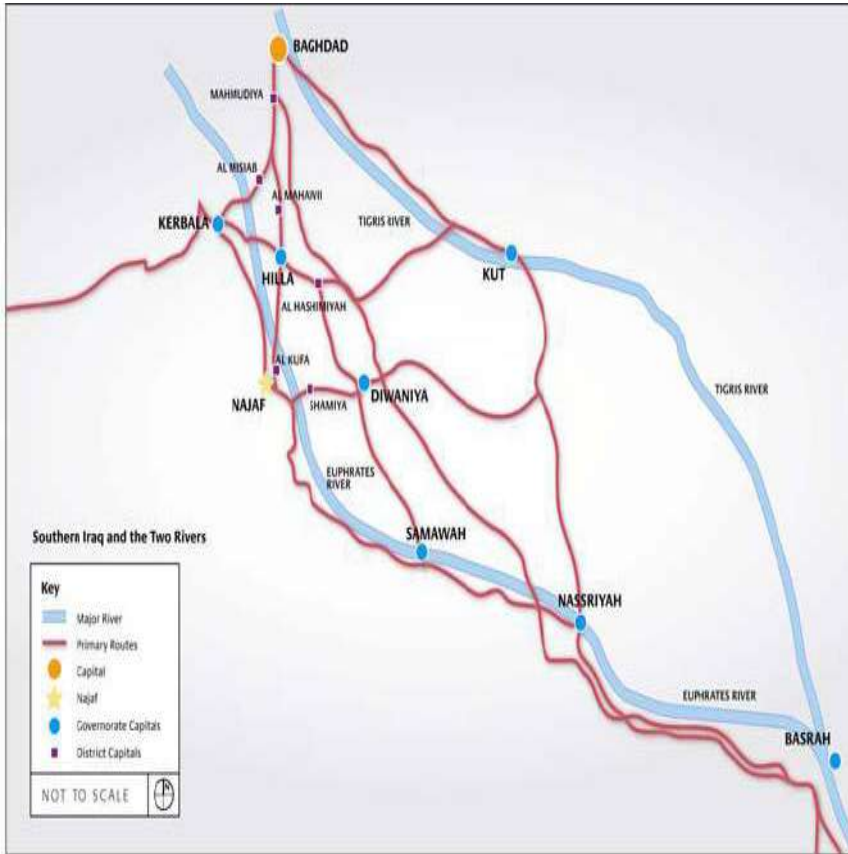 BAGHDAD
MAHMUDIYA
AL MISIAB
AL MAHAWIL
KERBALA
TIGRIS RIVER
HILLA
KUT
AL HASHIMIYAH
AL KUFA
NAJAF
SHAMIYA
DIWANIYA
TIGRIS RIVER
EUPHRATES
RIVER
SAMAWAH
Southern Iraq and the Two Rivers
NASSRIYAH
EUPHRATES RIVER
BASRAH
Key
Major River
Primary Routes
Capital
Najaf
Governorate Capitals
District Capitals
NOT TO SCALE